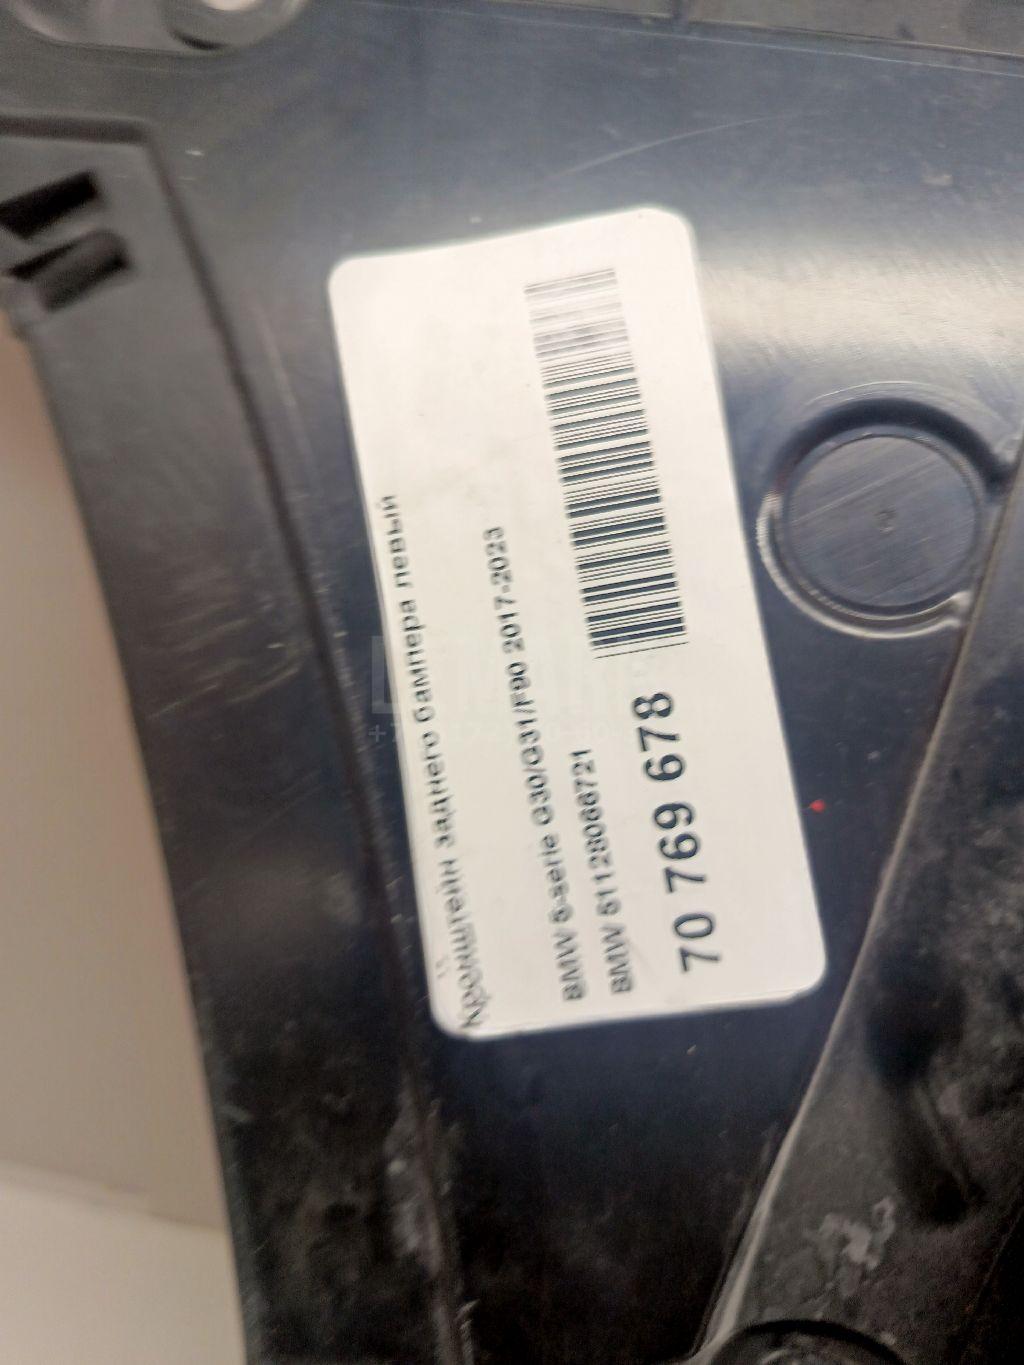 Кронштейн заднего бампера левый
BMW 5-serie G30/G31/F90 2017-2023
BMW 51128066721
70 769 678